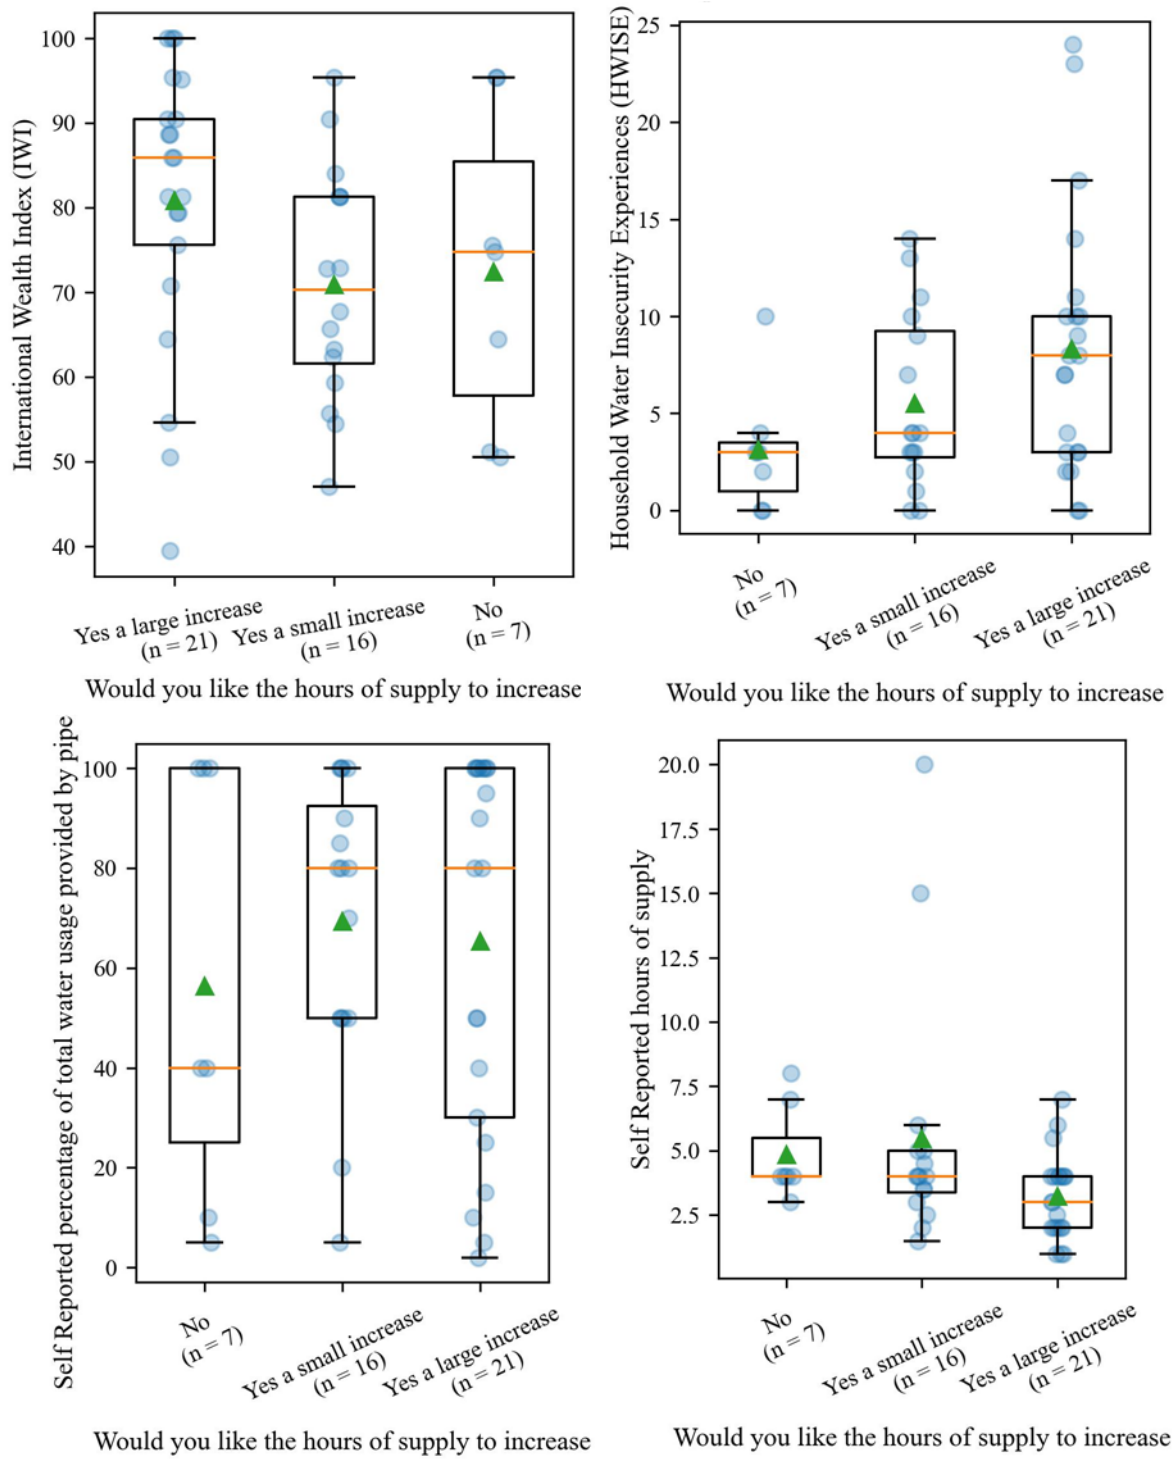 International Wealth Index (IWI)
100
90
80
70
60
50
40
Yes a large increase
(n = 21)
Yes a small increase
(n = 16)
No
(n = 7)
Would you like the hours of supply to increase
Household Water Insecurity Experiences (HWISE)
25
20
15
10
5
0
No
(n = 7)
Yes a small increase
(n = 16)
Yes a large increase
(n = 21)
Would you like the hours of supply to increase
Self Reported percentage of total water usage provided by pipe
100
80
60
40
20
0
No
(n = 7)
Yes a small increase
(n = 16)
Yes a large increase
(n = 21)
Would you like the hours of supply to increase
Self Reported hours of supply
20.0
17.5
15.0
12.5
10.0
7.5
5.0
2.5
No
(n = 7)
Yes a small increase
(n = 16)
Yes a large increase
(n = 21)
Would you like the hours of supply to increase